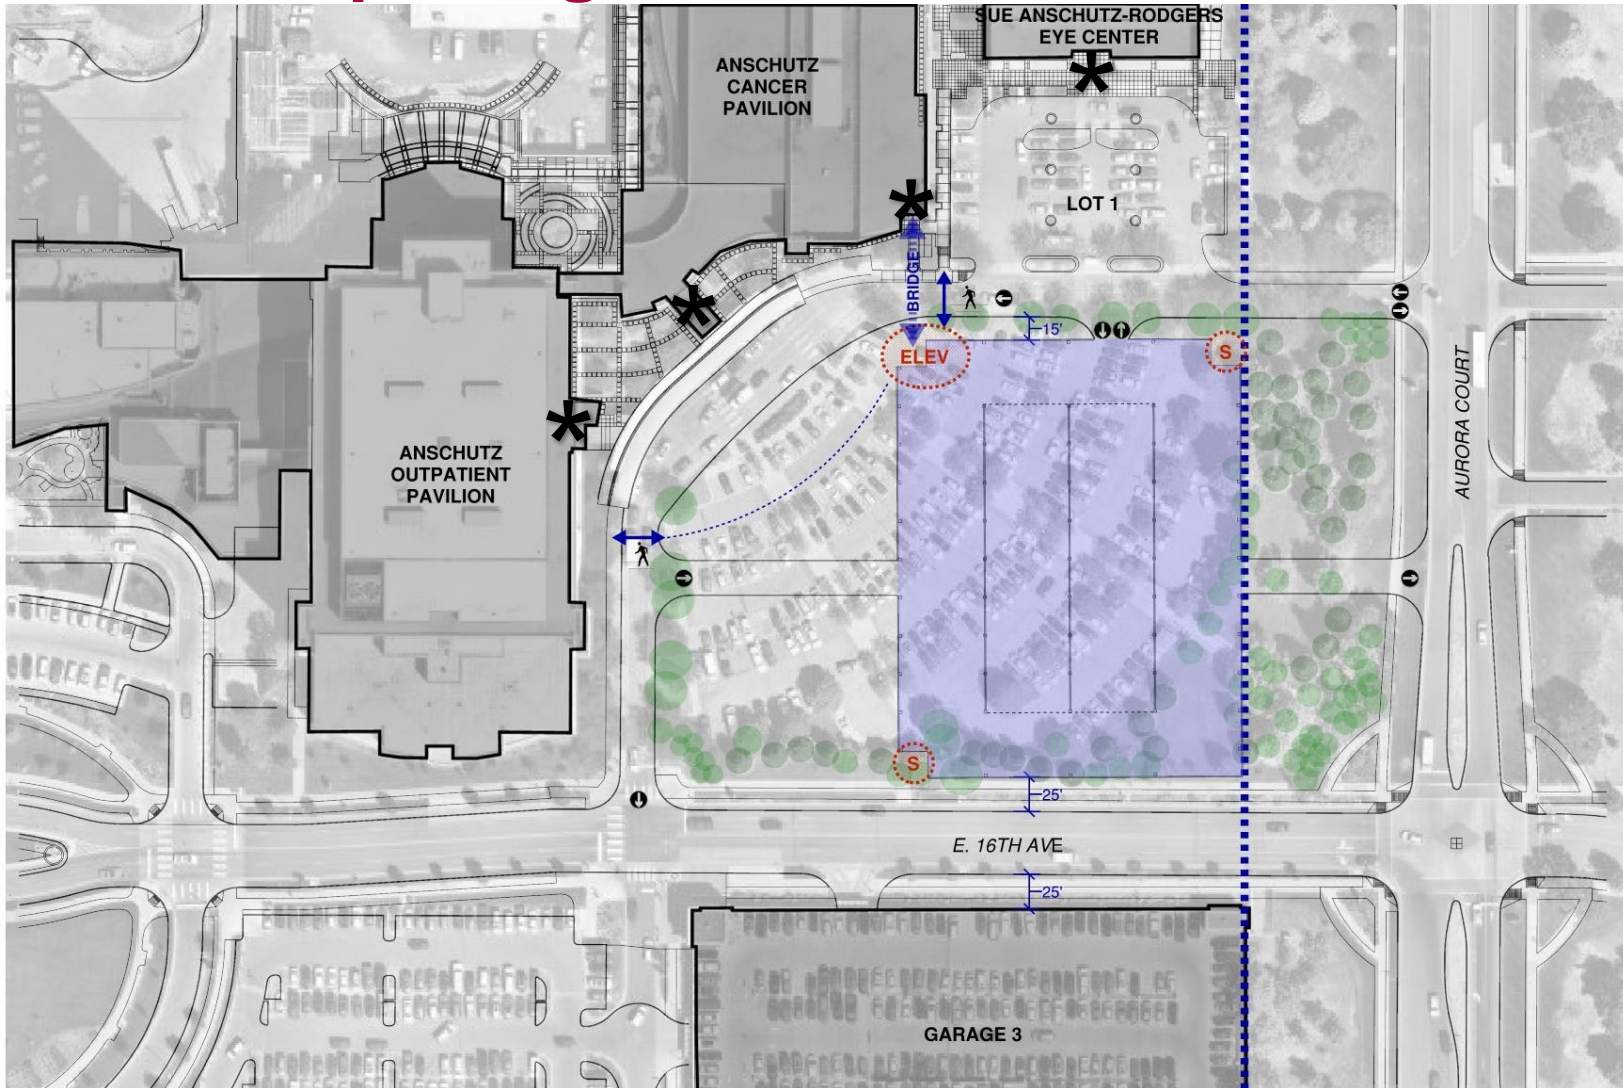 SUE ANSCHUTZ-RODGERS
EYE CENTER
ANSCHUTZ
CANCER
PAVILION
LOT 1
BRIDGE
15'
ELEV
S
AURORA COURT
ANSCHUTZ
OUTPATIENT
PAVILION
S
25'
E. 16TH AVE
25'
GARAGE 3